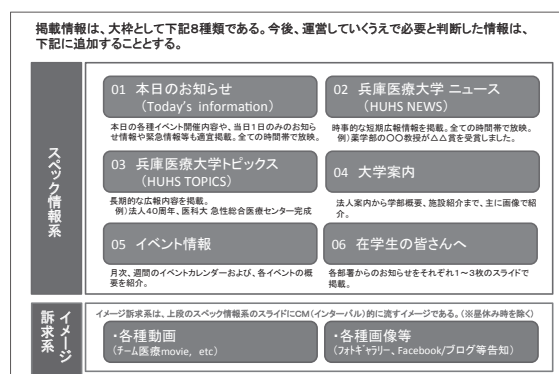 掲載情報は、大枠として下記8種類である。今後、運営していくうえで必要と判断した情報は、
下記に追加することとする。
スペック情報系
01 本日のお知らせ
(Today's information)
本日の各種イベント開催内容や、当日1日のみのお知ら
せ情報や緊急情報等も適宜掲載。全ての時間帯で放映。
02 兵庫医療大学 ニュース
(HUHS NEWS)
時事的な短期広報情報を掲載。全ての時間帯で放映。
例)薬学部の〇〇教授が△△賞を受賞しました。
03 兵庫医療大学トピックス
(HUHS TOPICS)
長期的な広報内容を掲載。
例)法人40周年、医科大 急性総合医療センター完成
04 大学案内
法人案内から学部概要、施設紹介まで、主に画像で紹
介。
05 イベント情報
月次、週間のイベントカレンダーおよび、各イベントの概
要を紹介。
06 在学生の皆さんへ
各部署からのお知らせをそれぞれ1~3枚のスライドで
掲載。
イメージ
訴求系
イメージ訴求系は、上段のスペック情報系のスライドにCM(インターバル)的に流すイメージである。(※昼休み時を除く)
・各種動画
(チーム医療movie, etc)
・各種画像等
(フォトギャラリー、Facebook/ブログ等告知)